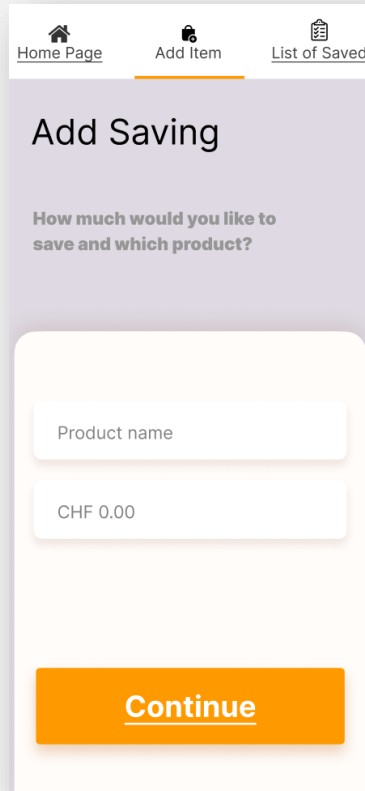 Home Page
Add Item
List of Saved
Add Saving
How much would you like to
save and which product?
Product name
CHF 0.00
Continue